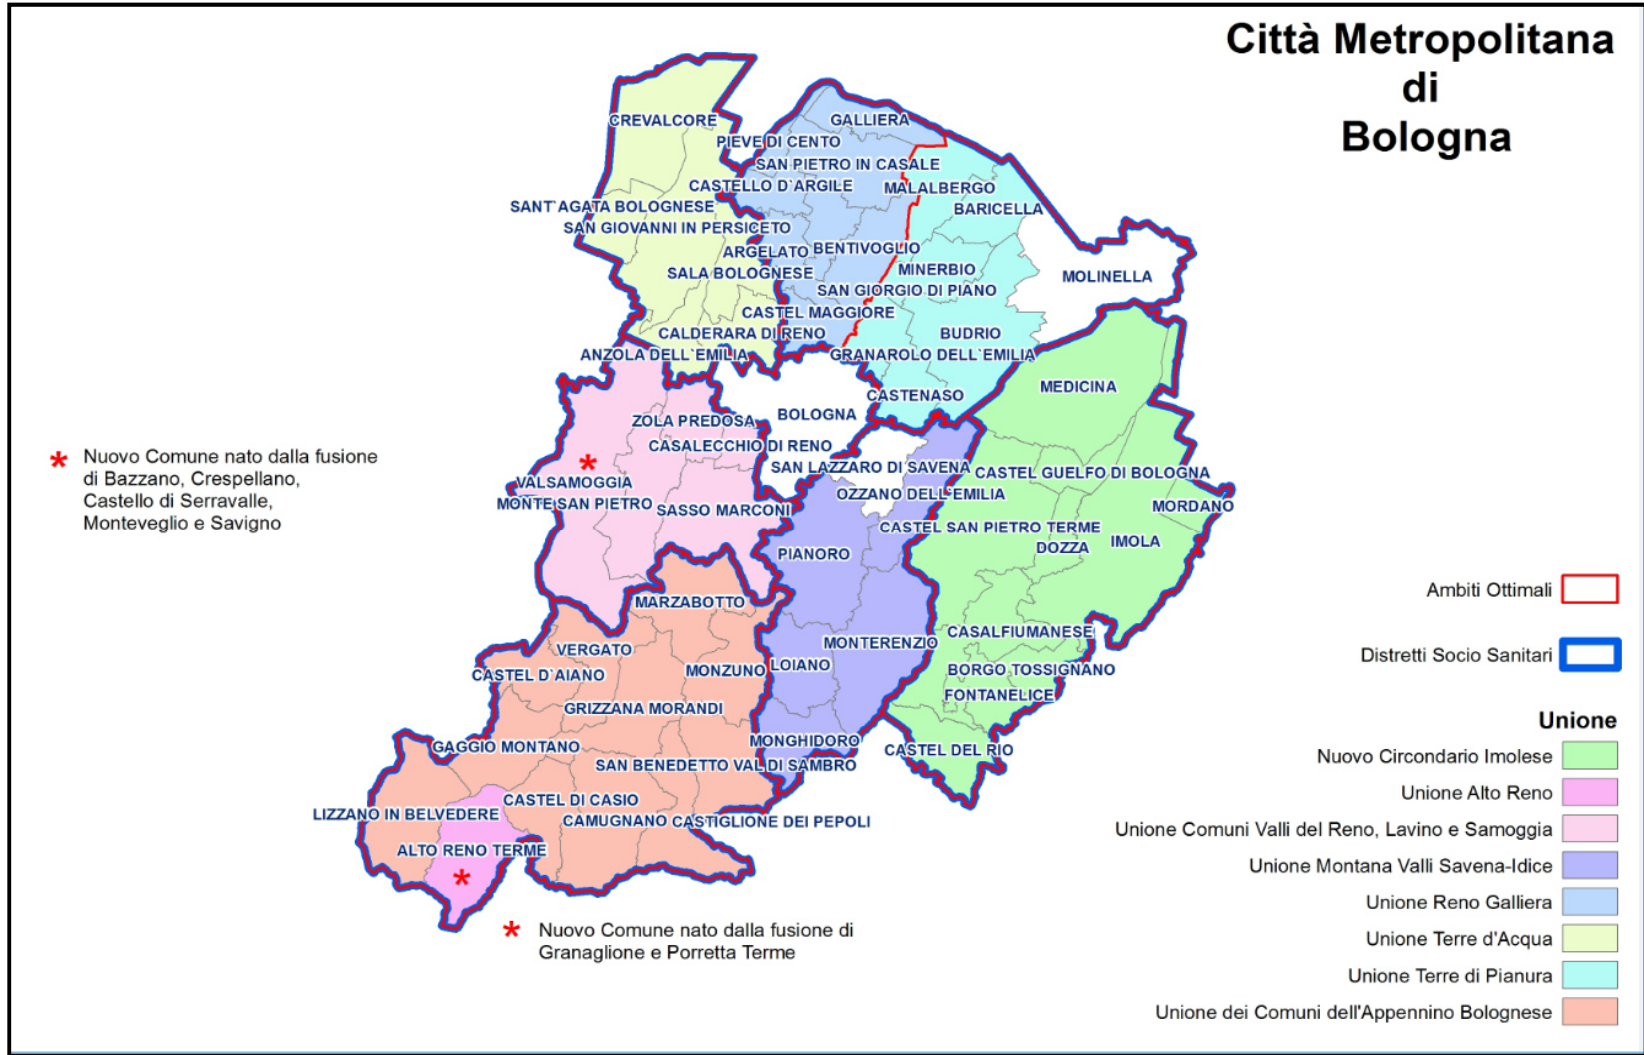 Città Metropolitana
di
Bologna
CREVALCORE
GALLIERA
PIEVE DI CENTO
SAN PIETRO IN CASALE
CASTELLO D`ARGILE
MALALBERGO
SANT`AGATA BOLOGNESE
BARICELLA
SAN GIOVANNI IN PERSICETO
ARGELATO
BENTIVOGLIO
SALA BOLOGNESE
MINERBIO
MOLINELLA
SAN GIORGIO DI PIANO
CASTEL MAGGIORE
CALDERARA DI RENO
BUDRIO
ANZOLA DELL`EMILIA
GRANAROLO DELL`EMILIA
MEDICINA
CASTENASO
ZOLA PREDOSA
BOLOGNA
CASALECCHIO DI RENO
SAN LAZZARO DI SAVENA
CASTEL GUELFO DI BOLOGNA
* Nuovo Comune nato dalla fusione
di Bazzano, Crespellano,
Castello di Serravalle,
Monteveglio e Savigno
*
VALSAMOGGIA
OZZANO DELL`EMILIA
MONTE SAN PIETRO
SASSO MARCONI
MORDANO
CASTEL SAN PIETRO TERME
PIANORO
DOZZA
IMOLA
MARZABOTTO
CASALFIUMANESE
VERGATO
MONTERENZIO
CASTEL D`AIANO
MONZUNO
LOIANO
BORGO TOSSIGNANO
FONTANELICE
GRIZZANA MORANDI
GAGGIO MONTANO
MONGHIDORO
CASTEL DEL RIO
SAN BENEDETTO VAL DI SAMBRO
CASTEL DI CASIO
LIZZANO IN BELVEDERE
CAMUGNANO
CASTIGLIONE DEI PEPOLI
ALTO RENO TERME
*
* Nuovo Comune nato dalla fusione di
Granaglione e Porretta Terme
Ambiti Ottimali
Distretti Socio Sanitari
Unione
Nuovo Circondario Imolese
Unione Alto Reno
Unione Comuni Valli del Reno, Lavino e Samoggia
Unione Montana Valli Savena-Idice
Unione Reno Galliera
Unione Terre d'Acqua
Unione Terre di Pianura
Unione dei Comuni dell'Appennino Bolognese